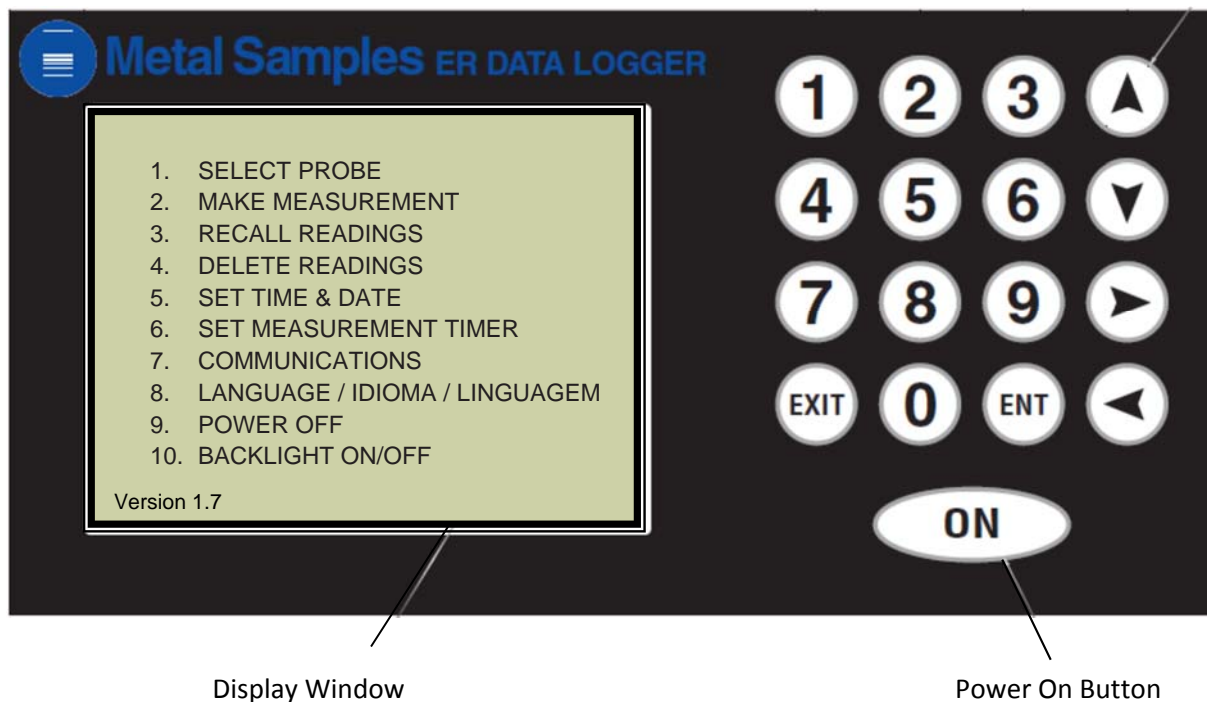 Metal Samples ER DATA LOGGER
1. SELECT PROBE
2. MAKE MEASUREMENT
3. RECALL READINGS
4. DELETE READINGS
5. SET TIME & DATE
6. SET MEASUREMENT TIMER
7. COMMUNICATIONS
8. LANGUAGE / IDIOMA / LINGUAGEM
9. POWER OFF
10. BACKLIGHT ON/OFF
Version 1.7
1 2 3
4 5 6
7 8 9
EXIT 0 ENT
ON
Display Window
Power On Button